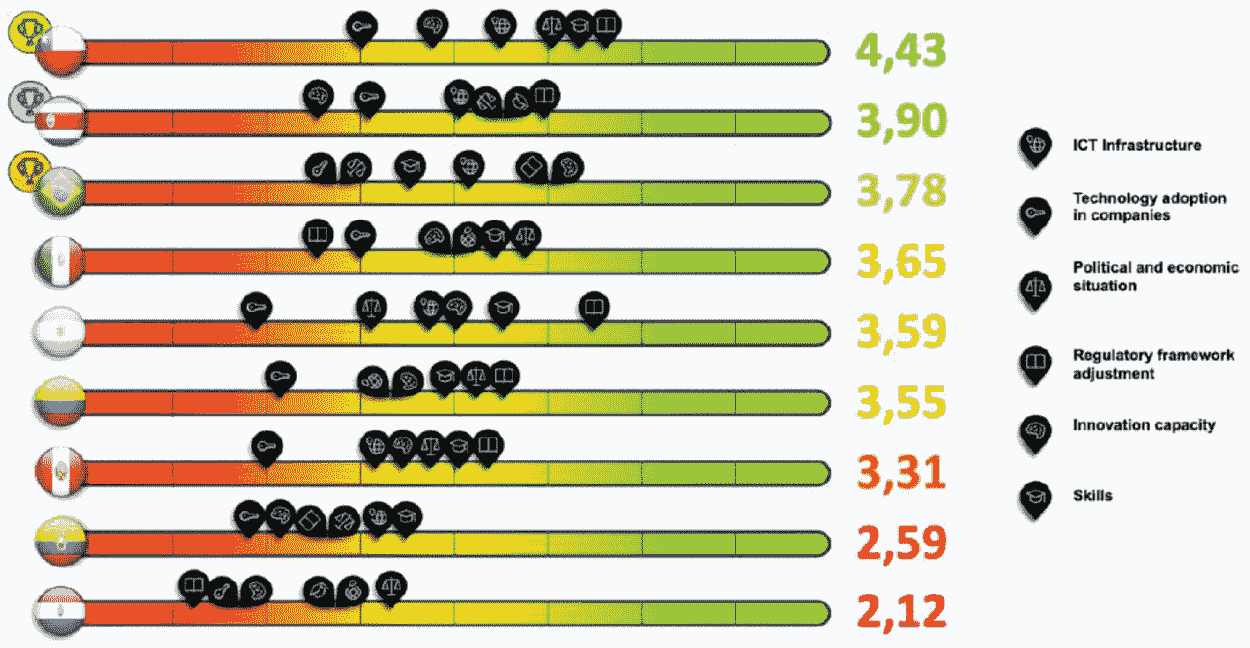 4,43
3,90
3,78
3,65
3,59
3,55
3,31
2,59
2,12
ICT Infrastructure
Technology adoption
in companies
Political and economic
situation
Regulatory framework
adjustment
Innovation capacity
Skills